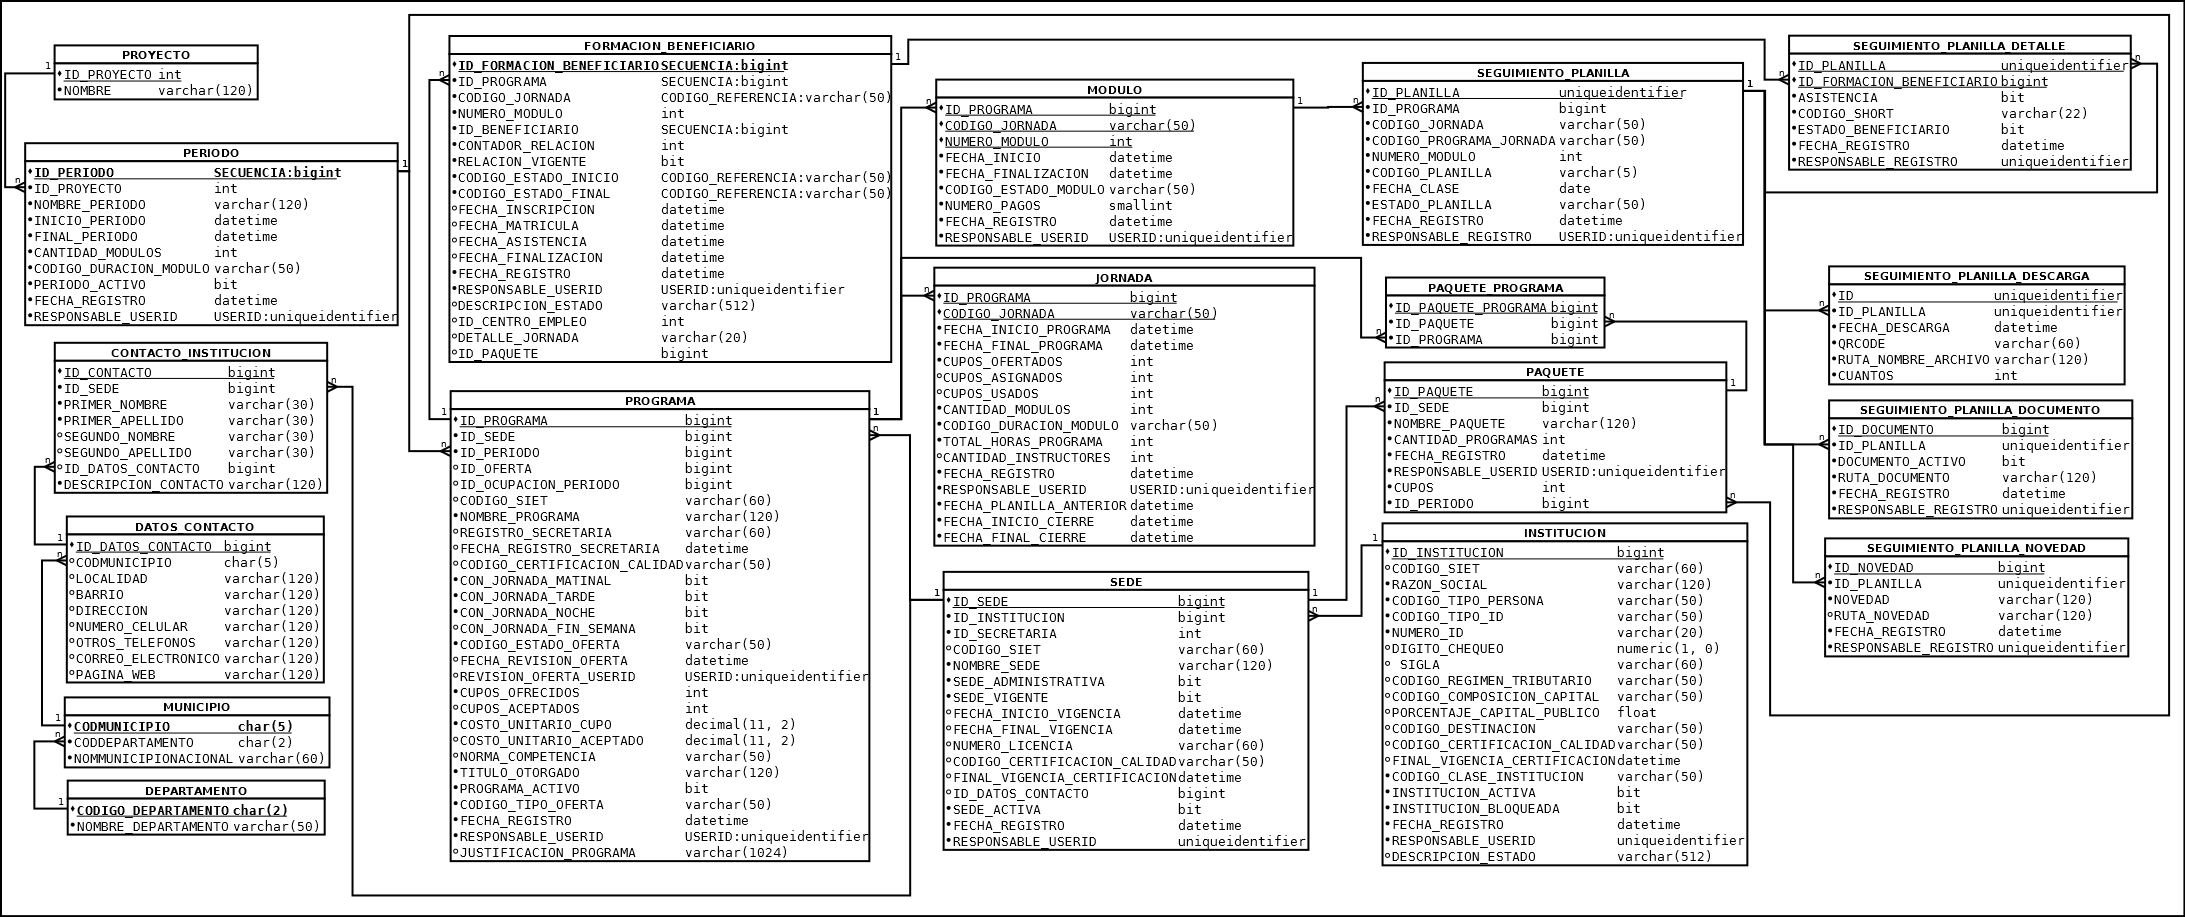 PROYECTO
ID_PROYECTO int
NOMBRE varchar(120)
1
n
PERIODO
ID_PERIODO SECUENCIA:bigint
ID_PROYECTO int
NOMBRE_PERIODO varchar(120)
INICIO_PERIODO datetime
FINAL_PERIODO datetime
CANTIDAD_MODULOS int
CODIGO_DURACION_MODULO varchar(50)
PERIODO_ACTIVO bit
FECHA_REGISTRO datetime
RESPONSABLE_USERID USERID:uniqueidentifier
1
CONTACTO_INSTITUCION
ID_CONTACTO bigint
ID_SEDE bigint
PRIMER_NOMBRE varchar(30)
PRIMER_APELLIDO varchar(30)
SEGUNDO_NOMBRE varchar(30)
SEGUNDO_APELLIDO varchar(30)
ID_DATOS_CONTACTO bigint
DESCRIPCION_CONTACTO varchar(120)
n
n
DATOS_CONTACTO
ID_DATOS_CONTACTO bigint
CODMUNICIPIO char(5)
LOCALIDAD varchar(120)
BARRIO varchar(120)
DIRECCION varchar(120)
NUMERO_CELULAR varchar(120)
OTROS_TELEFONOS varchar(120)
CORREO_ELECTRONICO varchar(120)
PAGINA_WEB varchar(120)
1
n
MUNICIPIO
CODMUNICIPIO char(5)
CODDEPARTAMENTO char(2)
NOMMUNICIPIONACIONAL varchar(60)
1
n
DEPARTAMENTO
CODIGO_DEPARTAMENTO char(2)
NOMBRE_DEPARTAMENTO varchar(50)
1
FORMACION_BENEFICIARIO
ID_FORMACION_BENEFICIARIO SECUENCIA:bigint
ID_PROGRAMA SECUENCIA:bigint
CODIGO_JORNADA CODIGO_REFERENCIA:varchar(50)
NUMERO_MODULO int
ID_BENEFICIARIO SECUENCIA:bigint
CONTADOR_RELACION int
RELACION_VIGENTE bit
CODIGO_ESTADO_INICIO CODIGO_REFERENCIA:varchar(50)
CODIGO_ESTADO_FINAL CODIGO_REFERENCIA:varchar(50)
FECHA_INSCRIPCION datetime
FECHA_MATRICULA datetime
FECHA_ASISTENCIA datetime
FECHA_FINALIZACION datetime
FECHA_REGISTRO datetime
RESPONSABLE_USERID USERID:uniqueidentifier
DESCRIPCION_ESTADO varchar(512)
ID_CENTRO_EMPLEO int
DETALLE_JORNADA varchar(20)
ID_PAQUETE bigint
1
n
PROGRAMA
ID_PROGRAMA bigint
ID_SEDE bigint
ID_PERIODO bigint
ID_OFERTA bigint
ID_OCUPACION_PERIODO bigint
CODIGO_SIET varchar(60)
NOMBRE_PROGRAMA varchar(120)
REGISTRO_SECRETARIA varchar(60)
FECHA_REGISTRO_SECRETARIA datetime
CODIGO_CERTIFICACION_CALIDAD varchar(50)
CON_JORNADA_MATINAL bit
CON_JORNADA_TARDE bit
CON_JORNADA_NOCHE bit
CON_JORNADA_FIN_SEMANA bit
CODIGO_ESTADO_OFERTA varchar(50)
FECHA_REVISION_OFERTA datetime
REVISION_OFERTA_USERID USERID:uniqueidentifier
CUPOS_OFRECIDOS int
CUPOS_ACEPTADOS int
COSTO_UNITARIO_CUPO decimal(11, 2)
COSTO_UNITARIO_ACEPTADO decimal(11, 2)
NORMA_COMPETENCIA varchar(50)
TITULO_OTORGADO varchar(120)
PROGRAMA_ACTIVO bit
CODIGO_TIPO_OFERTA varchar(50)
FECHA_REGISTRO datetime
RESPONSABLE_USERID USERID:uniqueidentifier
JUSTIFICACION_PROGRAMA varchar(1024)
1
n
1
n
MODULO
ID_PROGRAMA bigint
CODIGO_JORNADA varchar(50)
NUMERO_MODULO int
FECHA_INICIO datetime
FECHA_FINALIZACION datetime
CODIGO_ESTADO_MODULO varchar(50)
NUMERO_PAGOS smallint
FECHA_REGISTRO datetime
RESPONSABLE_USERID USERID:uniqueidentifier
n
1
JORNADA
ID_PROGRAMA bigint
CODIGO_JORNADA varchar(50)
FECHA_INICIO_PROGRAMA datetime
FECHA_FINAL_PROGRAMA datetime
CUPOS_OFERTADOS int
CUPOS_ASIGNADOS int
CUPOS_USADOS int
CANTIDAD_MODULOS int
CODIGO_DURACION_MODULO varchar(50)
TOTAL_HORAS_PROGRAMA int
CANTIDAD_INSTRUCTORES int
FECHA_REGISTRO datetime
RESPONSABLE_USERID USERID:uniqueidentifier
FECHA_PLANILLA_ANTERIOR datetime
FECHA_INICIO_CIERRE datetime
FECHA_FINAL_CIERRE datetime
n
SEDE
ID_SEDE bigint
ID_INSTITUCION bigint
ID_SECRETARIA int
CODIGO_SIET varchar(60)
NOMBRE_SEDE varchar(120)
SEDE_ADMINISTRATIVA bit
SEDE_VIGENTE bit
FECHA_INICIO_VIGENCIA datetime
FECHA_FINAL_VIGENCIA datetime
NUMERO_LICENCIA varchar(60)
CODIGO_CERTIFICACION_CALIDAD varchar(50)
FINAL_VIGENCIA_CERTIFICACION datetime
ID_DATOS_CONTACTO bigint
SEDE_ACTIVA bit
FECHA_REGISTRO datetime
RESPONSABLE_USERID uniqueidentifier
1
1
n
SEGUIMIENTO_PLANILLA
ID_PLANILLA uniqueidentifier
ID_PROGRAMA bigint
CODIGO_JORNADA varchar(50)
CODIGO_PROGRAMA_JORNADA varchar(50)
NUMERO_MODULO int
CODIGO_PLANILLA varchar(5)
FECHA_CLASE date
ESTADO_PLANILLA varchar(50)
FECHA_REGISTRO datetime
RESPONSABLE_REGISTRO USERID:uniqueidentifier
n
1
PAQUETE_PROGRAMA
ID_PAQUETE_PROGRAMA bigint
ID_PAQUETE bigint
ID_PROGRAMA bigint
n
n
PAQUETE
ID_PAQUETE bigint
ID_SEDE bigint
NOMBRE_PAQUETE varchar(120)
CANTIDAD_PROGRAMAS int
FECHA_REGISTRO datetime
RESPONSABLE_USERID USERID:uniqueidentifier
CUPOS int
ID_PERIODO bigint
1
n
n
INSTITUCION
ID_INSTITUCION bigint
CODIGO_SIET varchar(60)
RAZON_SOCIAL varchar(120)
CODIGO_TIPO_PERSONA varchar(50)
CODIGO_TIPO_ID varchar(50)
NUMERO_ID varchar(20)
DIGITO_CHEQUEO numeric(1, 0)
SIGLA varchar(60)
CODIGO_REGIMEN_TRIBUTARIO varchar(50)
CODIGO_COMPOSICION_CAPITAL varchar(50)
PORCENTAJE_CAPITAL_PUBLICO float
CODIGO_DESTINACION varchar(50)
CODIGO_CERTIFICACION_CALIDAD varchar(50)
FINAL_VIGENCIA_CERTIFICACION datetime
CODIGO_CLASE_INSTITUCION varchar(50)
INSTITUCION_ACTIVA bit
INSTITUCION_BLOQUEADA bit
FECHA_REGISTRO datetime
RESPONSABLE_USERID uniqueidentifier
DESCRIPCION_ESTADO varchar(512)
1
SEGUIMIENTO_PLANILLA_DETALLE
ID_PLANILLA uniqueidentifier
ID_FORMACION_BENEFICIARIO bigint
ASISTENCIA bit
CODIGO_SHORT varchar(22)
ESTADO_BENEFICIARIO bit
FECHA_REGISTRO datetime
RESPONSABLE_REGISTRO uniqueidentifier
n
n
SEGUIMIENTO_PLANILLA_DESCARGA
ID uniqueidentifier
ID_PLANILLA uniqueidentifier
FECHA_DESCARGA datetime
QRCODE varchar(60)
RUTA_NOMBRE_ARCHIVO varchar(120)
CUANTOS int
n
SEGUIMIENTO_PLANILLA_DOCUMENTO
ID_DOCUMENTO bigint
ID_PLANILLA uniqueidentifier
DOCUMENTO_ACTIVO bit
RUTA_DOCUMENTO varchar(120)
FECHA_REGISTRO datetime
RESPONSABLE_REGISTRO uniqueidentifier
n
SEGUIMIENTO_PLANILLA_NOVEDAD
ID_NOVEDAD bigint
ID_PLANILLA uniqueidentifier
NOVEDAD varchar(120)
RUTA_NOVEDAD varchar(120)
FECHA_REGISTRO datetime
RESPONSABLE_REGISTRO uniqueidentifier
n